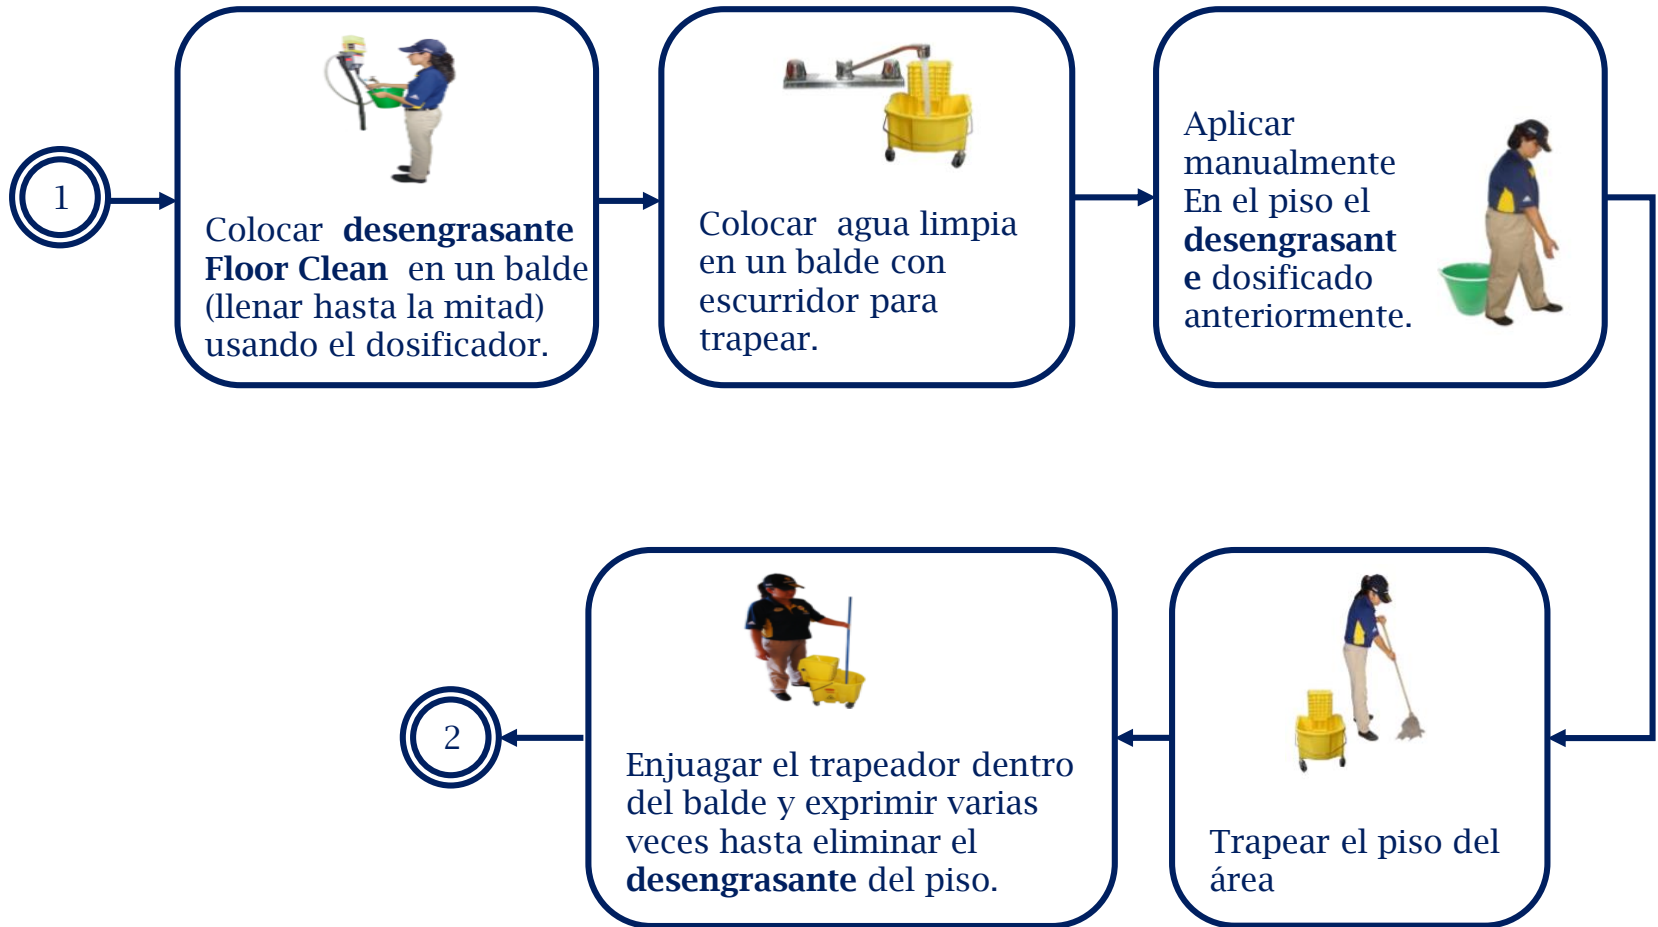 1
Colocar desengrasante
Floor Clean en un balde
(llenar hasta la mitad)
usando el dosificador.
Colocar agua limpia
en un balde con
escurridor para
trapear.
Aplicar
manualmente
En el piso el
desengrasant
e dosificado
anteriormente.
Trapear el piso del
área
Enjuagar el trapeador dentro
del balde y exprimir varias
veces hasta eliminar el
desengrasante del piso.
2